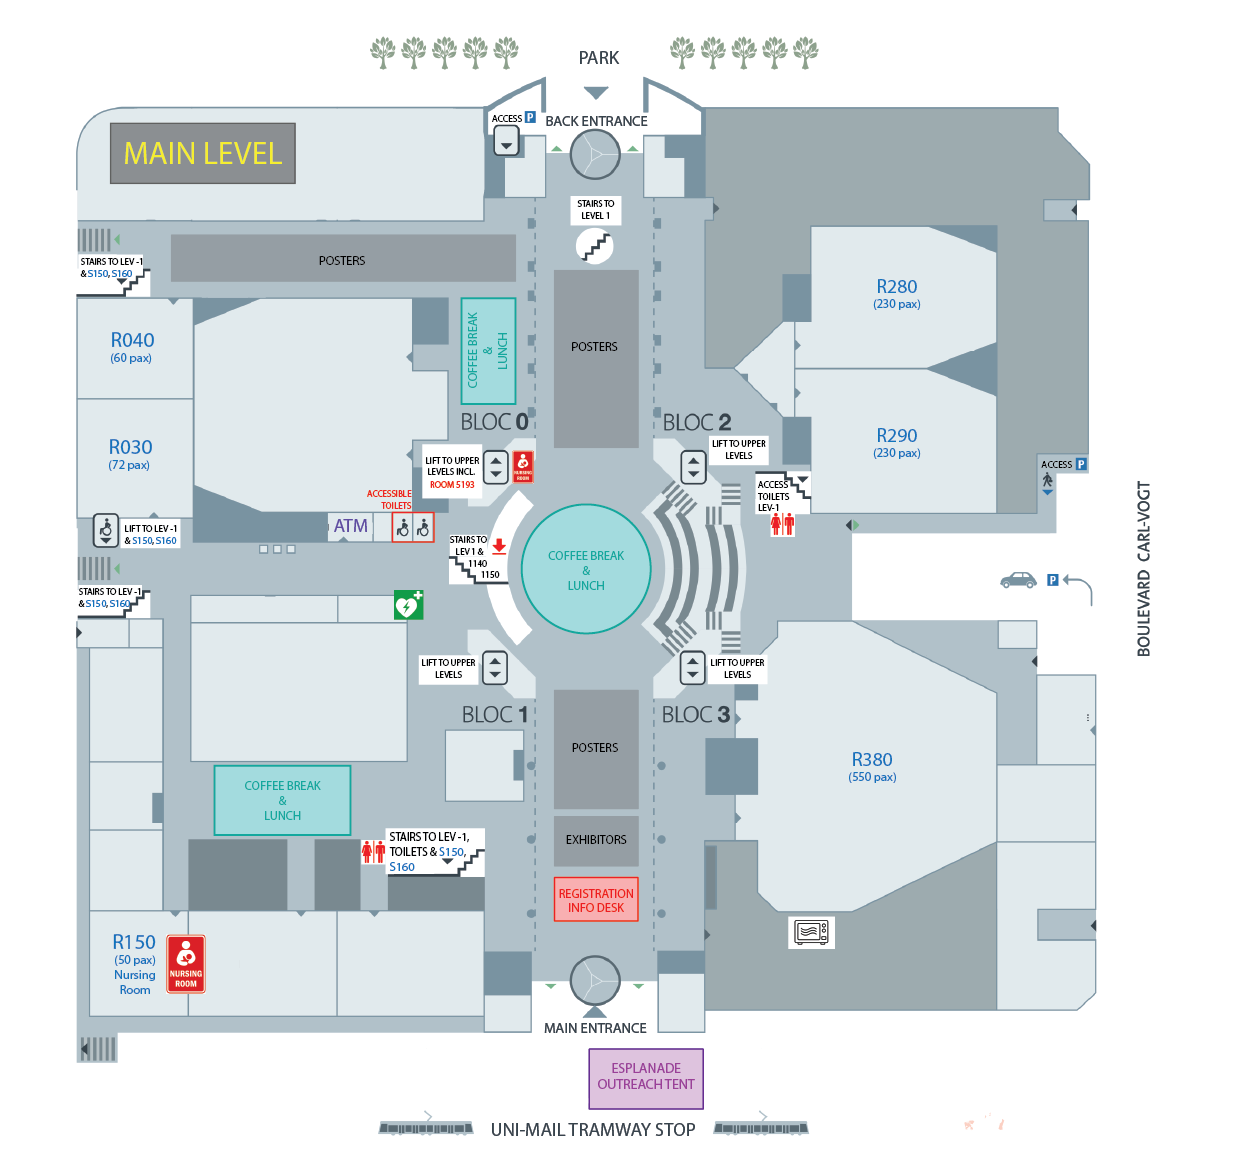 PARK
ACCESS P
BACK ENTRANCE
MAIN LEVEL
STAIRS TO
LEVEL 1
POSTERS
STAIRS TO LEV -1
& S150, S160
R040
(60 pax)
R030
(72 pax)
COFFEE BREAK
&
LUNCH
POSTERS
R280
(230 pax)
R290
(230 pax)
BLOC 0
BLOC 2
LIFT TO UPPER
LEVELS INCL.
ROOM 5193
NURSING
ROOM
LIFT TO UPPER
LEVELS
ACCESS
TOILETS
LEV-1
ACCESS P
ACCESSIBLE
TOILETS
ATM
LIFT TO LEV -1
& S150, S160
STAIRS TO
LEV 1 &
1140
1150
COFFEE BREAK
&
LUNCH
BOULEVARD CARL-VOGT
P
STAIRS TO LEV -1
& S150, S160
LIFT TO UPPER
LEVELS
LIFT TO UPPER
LEVELS
BLOC 1
BLOC 3
POSTERS
R380
(550 pax)
COFFEE BREAK
&
LUNCH
STAIRS TO LEV -1,
TOILETS & S150,
S160
EXHIBITORS
REGISTRATION
INFO DESK
R150
(50 pax)
Nursing
Room
NURSING
ROOM
MAIN ENTRANCE
ESPLANADE
OUTREACH TENT
UNI-MAIL TRAMWAY STOP